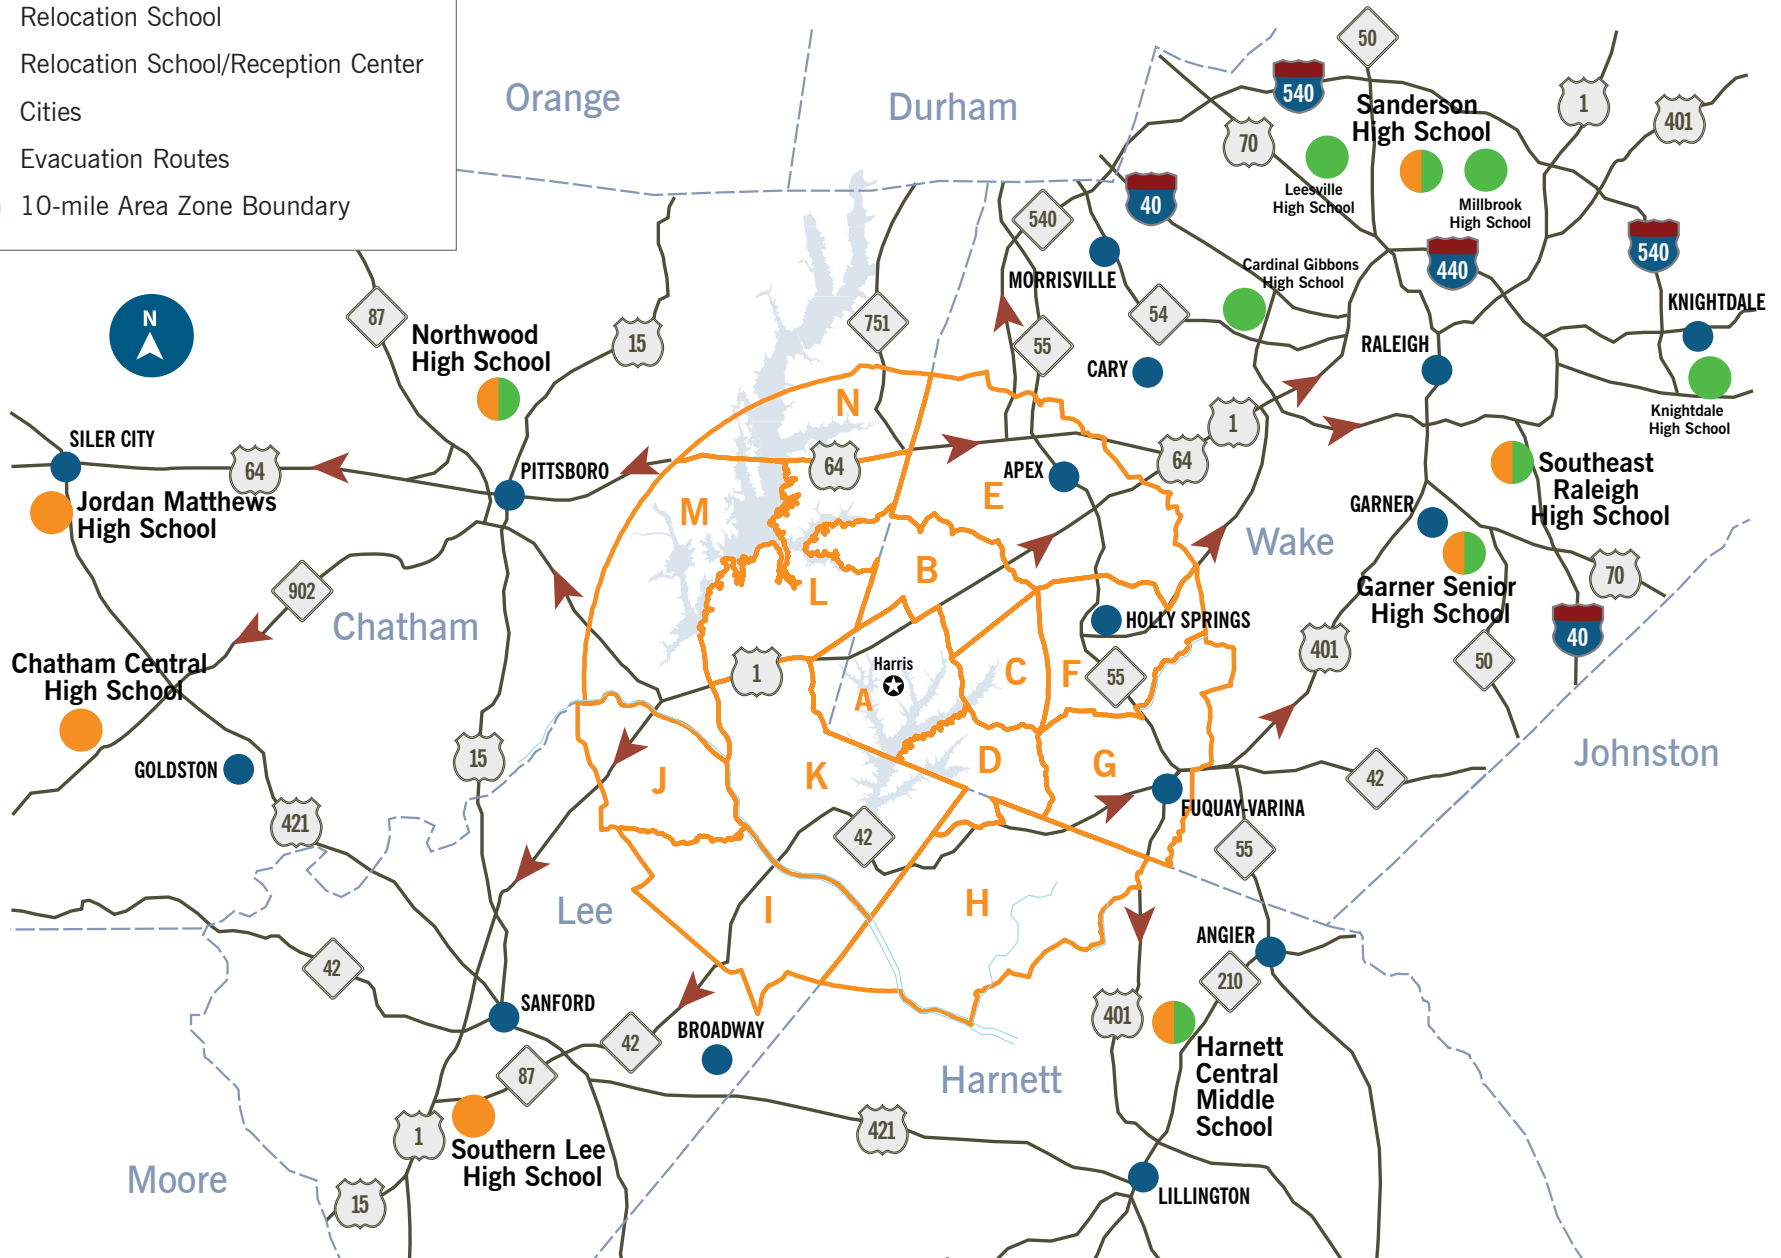 Relocation School
Relocation School/Reception Center
Cities
Evacuation Routes
10-mile Area Zone Boundary
Orange
Durham
50
540
Sanderson
High School
1
401
70
Leesville
High School
Millbrook
High School
40
540
440
540
MORRISVILLE
Cardinal Gibbons
High School
KNIGHTDALE
N
87
Northwood
High School
15
751
55
54
RALEIGH
CARY
Knightdale
High School
N
1
SILER CITY
64
PITTSBORO
64
APEX
64
Jordan Matthews
High School
M
E
Southeast
Raleigh
High School
GARNER
Wake
B
L
902
Chatham
70
Garner Senior
High School
HOLLY SPRINGS
401
40
50
Chatham Central
High School
1
Harris
A
C
F
55
GOLDSTON
15
J
K
D
G
42
Johnston
FUQUAY-VARINA
421
42
55
Lee
I
H
42
ANGIER
210
SANFORD
42
BROADWAY
401
Harnett
Central
Middle
School
87
Harnett
1
Southern Lee
High School
421
Moore
15
LILLINGTON